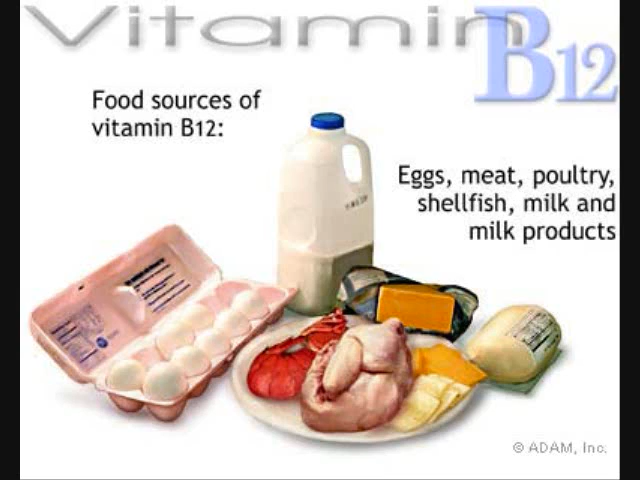 Vitamin B12
Food sources of
vitamin B12:
Eggs, meat, poultry,
shellfish, milk and
milk products
© ADAM, Inc.